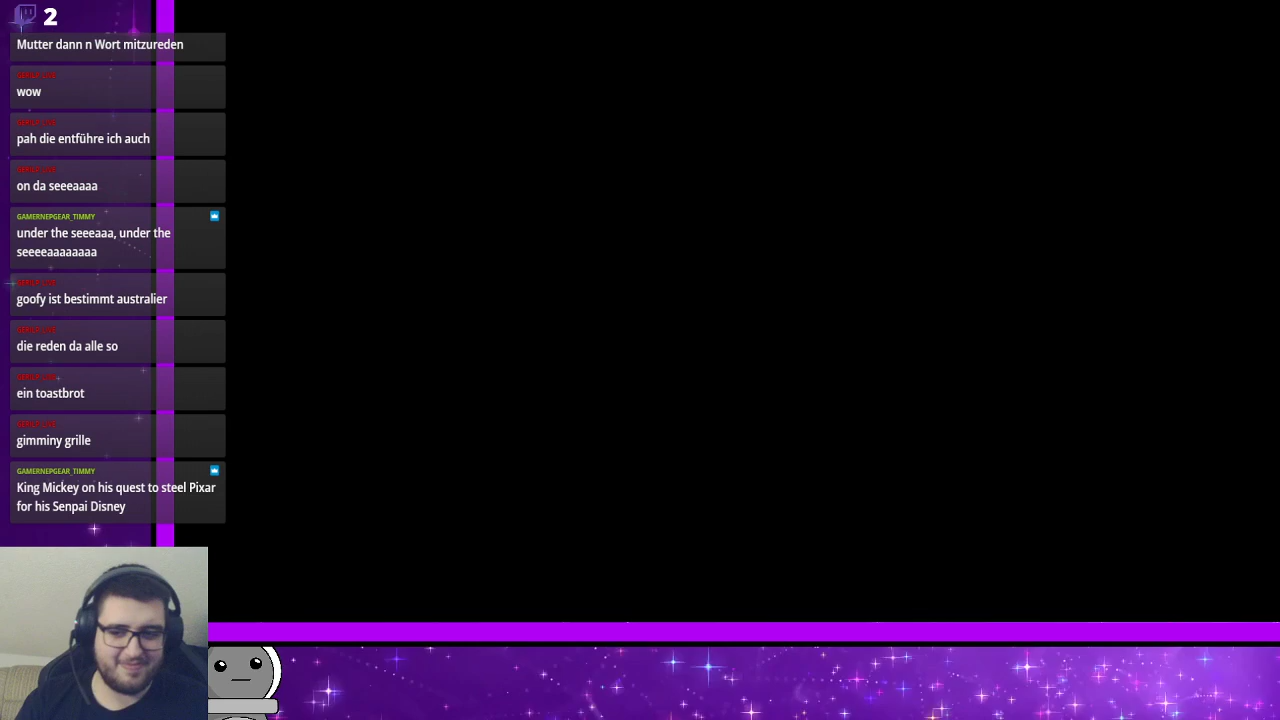 2
Mutter dann n Wort mitzureden
wow
pah die entführe ich auch
on da seeeaaaa
GAMERNEPGEAR_TIMMY
under the seeeaaa, under the
seeeeaaaaaaaa
goofy ist bestimmt australier
die reden da alle so
ein toastbrot
gimminy grille
GAMERNEPGEAR_TIMMY
King Mickey on his quest to steel Pixar
for his Senpai Disney